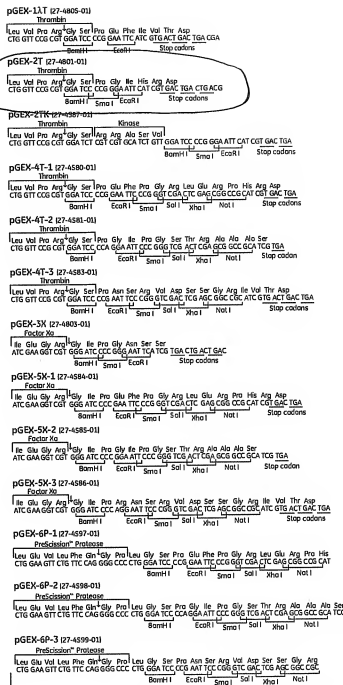 pGEX-1λT (27-4805-01)
Thrombin
Leu Val Pro Arg Gly Ser Pro Glu Phe Ile Val Thr Asp
CTG GTT CCG CGT GGA TCC CCG GAA TTC ATC GTG ACT GAC TGA CGA
BamH I EcoR I Stop codons
pGEX-2T (27-4801-01)
Thrombin
Leu Val Pro Arg Gly Ser Pro Gly Ile His Arg Asp
CTG GTT CCG CGT GGA TCC CCG GGA ATT CAT CGT GAC TGA CTG ACG
BamH I Sma I EcoR I Stop codons
pGEX-2TK (27-4587-01)
Thrombin Kinase
Leu Val Pro Arg Gly Ser Arg Arg Ala Ser Val
CTG GTT CCG CGT GGA TCT CGT CGT GCA TCT GTT GGA TCC CCG GGA ATT CAT CGT GAC TGA
BamH I Sma I EcoR I Stop codons
pGEX-4T-1 (27-4580-01)
Thrombin
Leu Val Pro Arg Gly Ser Pro Glu Phe Pro Gly Arg Leu Glu Arg Pro His Arg Asp
CTG GTT CCG CGT GGA TCC CCG GAA TTC CCG GGT CGA CTC GAG CGG CCG CAT CGT GAC TGA
BamH I EcoR I Sma I Sal I Xho I Not I Stop codons
pGEX-4T-2 (27-4581-01)
Thrombin
Leu Val Pro Arg Gly Ser Pro Gly Ile Pro Gly Ser Thr Arg Ala Ala Ala Ser
CTG GTT CCG CGT GGA TCC CCA GGA ATT CCC GGG TCG ACT CGA GCG GCC GCA TCG TGA
BamH I EcoR I Sma I Sal I Xho I Not I Stop codon
pGEX-4T-3 (27-4583-01)
Thrombin
Leu Val Pro Arg Gly Ser Pro Asn Ser Arg Val Asp Ser Ser Gly Arg Ile Val Thr Asp
CTG GTT CCG CGT GGA TCC CCG AAT TCC CGG GTC GAC TCG AGC GGC CGC ATC GTG ACT GAC TGA
BamH I EcoR I Sma I Sal I Xho I Not I Stop codons
pGEX-3X (27-4803-01)
Factor Xa
Ile Glu Gly Arg Gly Ile Pro Gly Asn Ser Ser
ATC GAA GGT CGT GGG ATC CCC GGG AAT TCA TCG TGA CTG ACT GAC
BamH I Sma I EcoR I Stop codons
pGEX-5X-1 (27-4584-01)
Factor Xa
Ile Glu Gly Arg Gly Ile Pro Glu Phe Pro Gly Arg Leu Glu Arg Pro His Arg Asp
ATC GAA GGT CGT GGG ATC CCC GAA TTC CCG GGT CGA CTC GAG CGG CCG CAT CGT GAC TGA
BamH I EcoR I Sma I Sal I Xho I Not I Stop codons
pGEX-5X-2 (27-4585-01)
Factor Xa
Ile Glu Gly Arg Gly Ile Pro Gly Ile Pro Gly Ser Thr Arg Ala Ala Ala Ser
ATC GAA GGT CGT GGG ATC CCC GGA ATT CCC GGG TCG ACT CGA GCG GCC GCA TCG TGA
BamH I EcoR I Sma I Sal I Xho I Not I Stop codon
pGEX-5X-3 (27-4586-01)
Factor Xa
Ile Glu Gly Arg Gly Ile Pro Arg Asn Ser Arg Val Asp Ser Ser Gly Arg Ile Val Thr Asp
ATC GAA GGT CGT GGG ATC CCC AGG AAT TCC CGG GTC GAC TCG AGC GGC CGC ATC GTG ACT GAC TGA
BamH I EcoR I Sma I Sal I Xho I Not I Stop codons
pGEX-6P-1 (27-4597-01)
PreScission™ Protease
Leu Glu Val Leu Phe Gln Gly Pro Leu Gly Ser Pro Glu Phe Pro Gly Arg Leu Glu Arg Pro His
CTG GAA GTT CTG TTC CAG GGG CCC CTG GGA TCC CCG GAA TTC CCG GGT CGA CTC GAG CGG CCG CAT
BamH I EcoR I Sma I Sal I Xho I Not I
pGEX-6P-2 (27-4598-01)
PreScission™ Protease
Leu Glu Val Leu Phe Gln Gly Pro Leu Gly Ser Pro Gly Ile Pro Gly Ser Thr Arg Ala Ala Ala Ser
CTG GAA GTT CTG TTC CAG GGG CCC CTG GGA TCC CCA GGA ATT CCC GGG TCG ACT CGA GCG GCC GCA TCG
BamH I EcoR I Sma I Sal I Xho I Not I
pGEX-6P-3 (27-4599-01)
PreScission™ Protease
Leu Glu Val Leu Phe Gln Gly Pro Leu Gly Ser Pro Asn Ser Arg Val Asp Ser Ser Gly Arg
CTG GAA GTT CTG TTC CAG GGG CCC CTG GGA TCC CCG AAT TCC CGG GTC GAC TCG AGC GGC CGC
BamH I EcoR I Sma I Sal I Xho I Not I